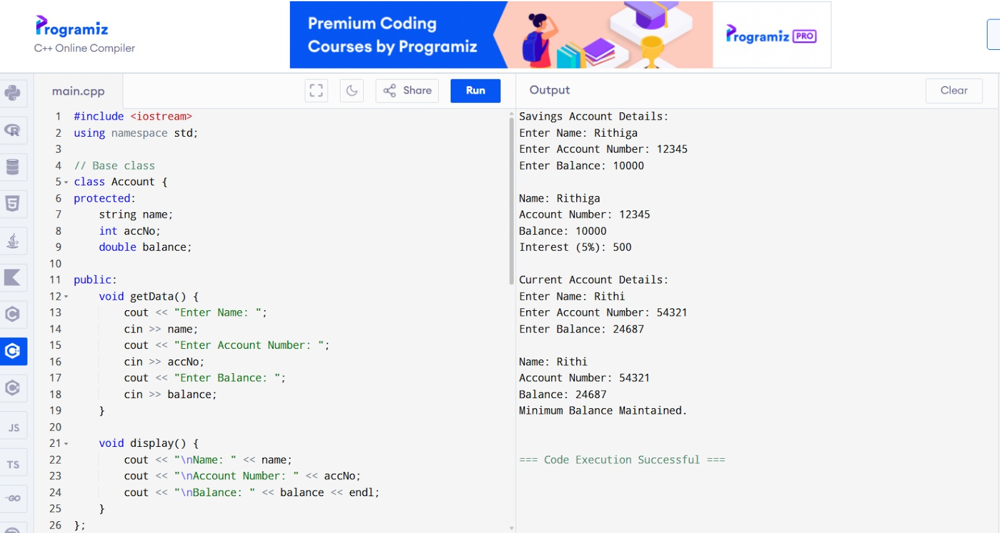 Programiz
C++ Online Compiler
Premium Coding
Courses by Programiz
Programiz PRO
main.cpp
Share
Run
Output
Clear
1 #include <iostream>
2 using namespace std;
3
4 // Base class
5 class Account {
6 protected:
7     string name;
8     int accNo;
9     double balance;
10
11 public:
12     void getData() {
13         cout << "Enter Name: ";
14         cin >> name;
15         cout << "Enter Account Number: ";
16         cin >> accNo;
17         cout << "Enter Balance: ";
18         cin >> balance;
19     }
20
21     void display() {
22         cout << "\nName: " << name;
23         cout << "\nAccount Number: " << accNo;
24         cout << "\nBalance: " << balance << endl;
25     }
26 };
Savings Account Details:
Enter Name: Rithiga
Enter Account Number: 12345
Enter Balance: 10000
Name: Rithiga
Account Number: 12345
Balance: 10000
Interest (5%): 500
Current Account Details:
Enter Name: Rithi
Enter Account Number: 54321
Enter Balance: 24687
Name: Rithi
Account Number: 54321
Balance: 24687
Minimum Balance Maintained.
=== Code Execution Successful ===
JS
TS
GO